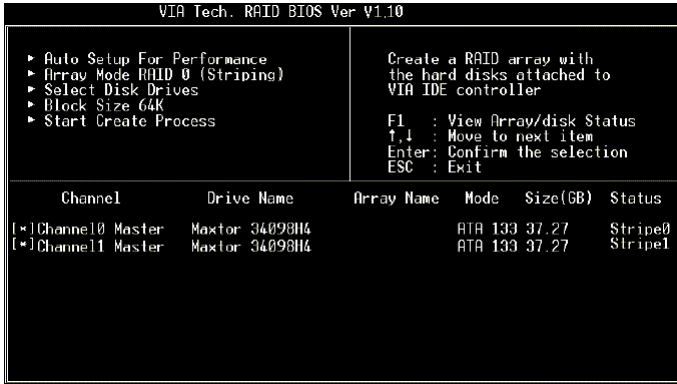 VIA Tech. RAID BIOS Ver V1.10
► Auto Setup For Performance
► Array Mode RAID 0 (Striping)
► Select Disk Drives
► Block Size 64K
► Start Create Process
Create a RAID array with
the hard disks attached to
VIA IDE controller
F1 : View Array/disk Status
↑,↓ : Move to next item
Enter: Confirm the selection
ESC : Exit
Channel Drive Name Array Name Mode Size(GB) Status
[*]Channel0 Master Maxtor 34098H4 ATA 133 37.27 Stripe0
[*]Channel1 Master Maxtor 34098H4 ATA 133 37.27 Stripe1